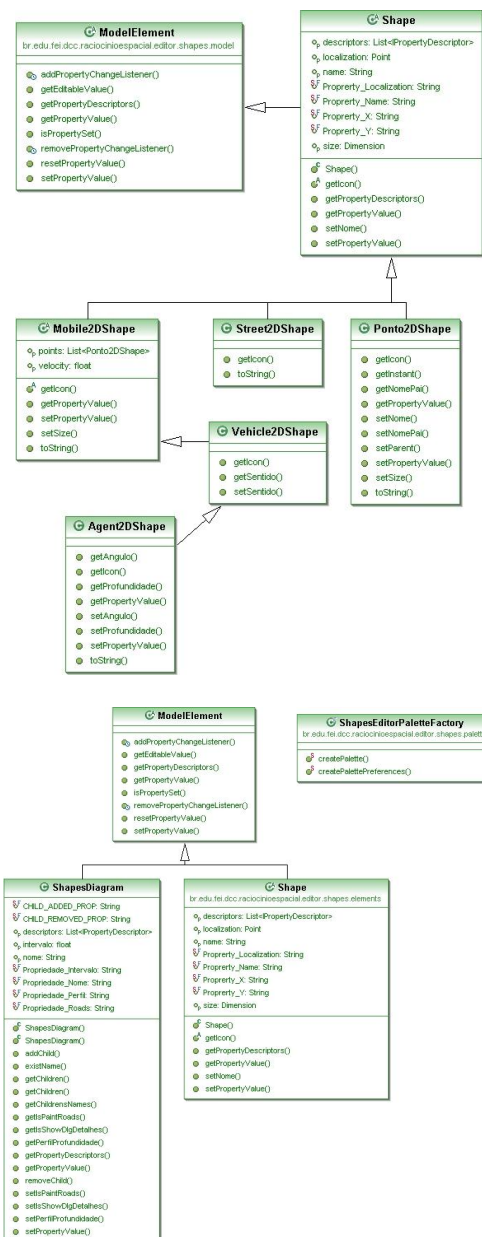 ModelElement
br.edu.fei.dcc.raciocinioespacial.editor.shapes.model
addPropertyChangeListener()
getEditableValue()
getPropertyDescriptors()
getPropertyValue()
isPropertySet()
removePropertyChangeListener()
resetPropertyValue()
setPropertyValue()
Shape
descriptors: List<IPropertyDescriptor>
localization: Point
name: String
Proprerty_Localization: String
Proprerty_Name: String
Proprerty_X: String
Proprerty_Y: String
size: Dimension
Shape()
getIcon()
getPropertyDescriptors()
getPropertyValue()
setNome()
setPropertyValue()
Mobile2DShape
points: List<Ponto2DShape>
velocity: float
getIcon()
getPropertyValue()
setPropertyValue()
setSize()
toString()
Street2DShape
getIcon()
toString()
Ponto2DShape
getIcon()
getInstant()
getNomePai()
getPropertyValue()
setNome()
setNomePai()
setParent()
setPropertyValue()
setSize()
toString()
Vehicle2DShape
getIcon()
getSentido()
setSentido()
Agent2DShape
getAngulo()
getIcon()
getProfundidade()
getPropertyValue()
setAngulo()
setProfundidade()
setPropertyValue()
toString()
ModelElement
addPropertyChangeListener()
getEditableValue()
getPropertyDescriptors()
getPropertyValue()
isPropertySet()
removePropertyChangeListener()
resetPropertyValue()
setPropertyValue()
ShapesEditorPaletteFactory
br.edu.fei.dcc.raciocinioespacial.editor.shapes.palett
createPalette()
createPalettePreferences()
ShapesDiagram
CHILD_ADDED_PROP: String
CHILD_REMOVED_PROP: String
descriptors: List<IPropertyDescriptor>
intervalo: float
nome: String
Propriedade_Intervalo: String
Propriedade_Nome: String
Propriedade_Perfil: String
Propriedade_Roads: String
ShapesDiagram()
ShapesDiagram()
addChild()
existName()
getChildren()
getChildren()
getChildrensNames()
getIsPaintRoads()
getIsShowDlgDetalhes()
getPerfilProfundidade()
getPropertyDescriptors()
getPropertyValue()
removeChild()
setIsPaintRoads()
setIsShowDlgDetalhes()
setPerfilProfundidade()
setPropertyValue()
Shape
br.edu.fei.dcc.raciocinioespacial.editor.shapes.elements
descriptors: List<IPropertyDescriptor>
localization: Point
name: String
Proprerty_Localization: String
Proprerty_Name: String
Proprerty_X: String
Proprerty_Y: String
size: Dimension
Shape()
getIcon()
getPropertyDescriptors()
getPropertyValue()
setNome()
setPropertyValue()